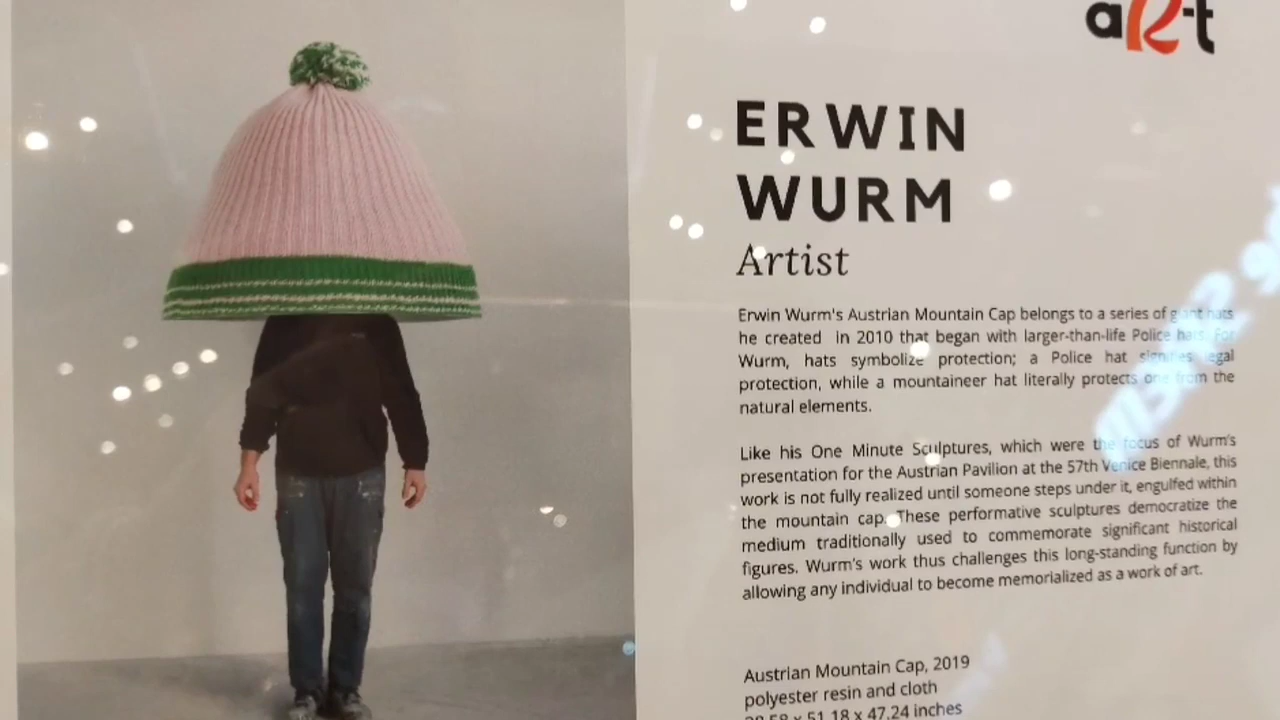 aR-t
ERWIN
WURM
Artist
Erwin Wurm's Austrian Mountain Cap belongs to a series of giant hats
he created in 2010 that began with larger-than-life Police hats. For
Wurm, hats symbolize protection; a Police hat signifies legal
protection, while a mountaineer hat literally protects one from the
natural elements.
Like his One Minute Sculptures, which were the focus of Wurm's
presentation for the Austrian Pavilion at the 57th Venice Biennale, this
work is not fully realized until someone steps under it, engulfed within
the mountain cap. These performative sculptures democratize the
medium traditionally used to commemorate significant historical
figures. Wurm's work thus challenges this long-standing function by
allowing any individual to become memorialized as a work of art.
Austrian Mountain Cap, 2019
polyester resin and cloth
x 51.18 x 47.24 inches